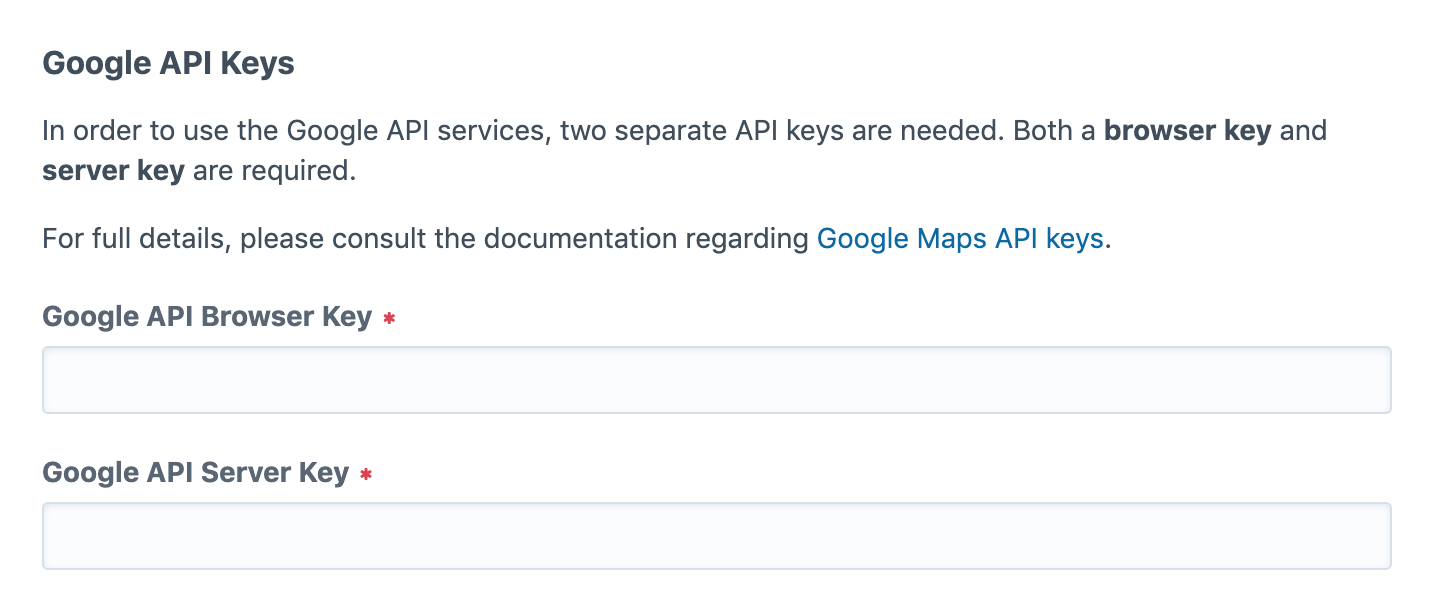 Google API Keys
In order to use the Google API services, two separate API keys are needed. Both a browser key and
server key are required.
For full details, please consult the documentation regarding Google Maps API keys.
Google API Browser Key *
Google API Server Key *